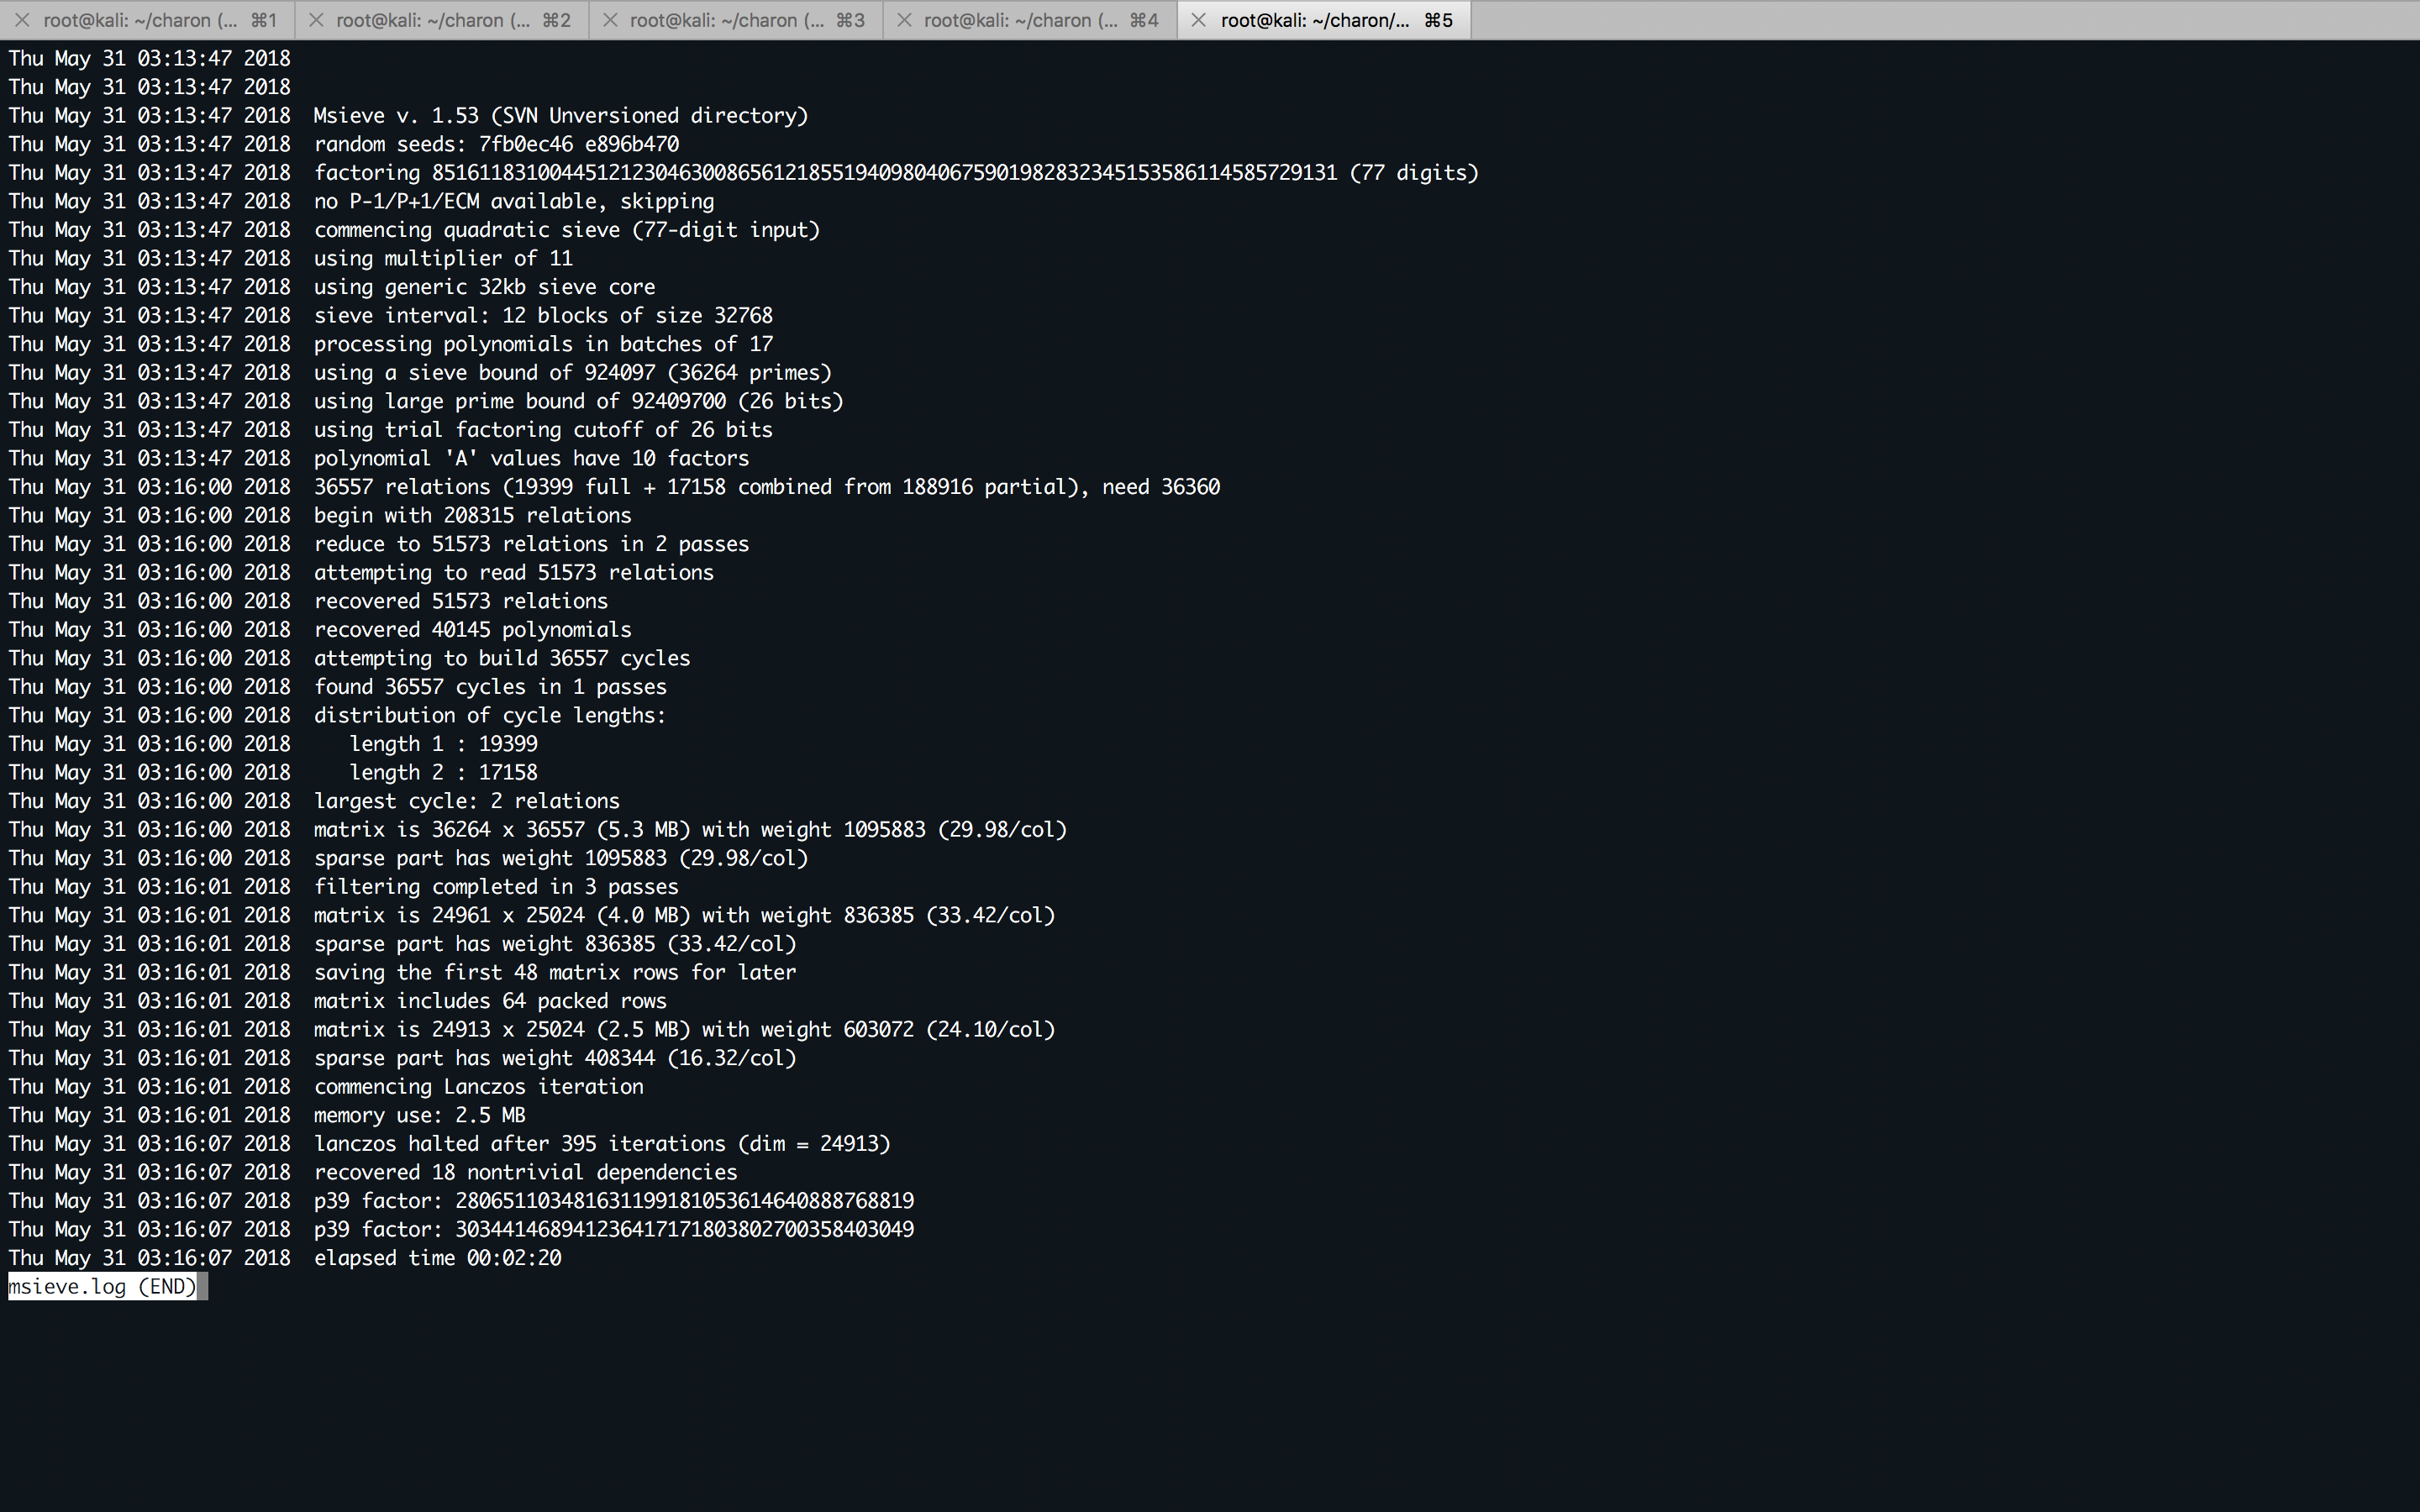 root@kali: ~/charon (... ⌘1 root@kali: ~/charon (... ⌘2 root@kali: ~/charon (... ⌘3 root@kali: ~/charon (... ⌘4 root@kali: ~/charon/... ⌘5
Thu May 31 03:13:47 2018
Thu May 31 03:13:47 2018
Thu May 31 03:13:47 2018  Msieve v. 1.53 (SVN Unversioned directory)
Thu May 31 03:13:47 2018  random seeds: 7fb0ec46 e896b470
Thu May 31 03:13:47 2018  factoring 85161183100445121230463008656121855194098040675901982832345153586114585729131 (77 digits)
Thu May 31 03:13:47 2018  no P-1/P+1/ECM available, skipping
Thu May 31 03:13:47 2018  commencing quadratic sieve (77-digit input)
Thu May 31 03:13:47 2018  using multiplier of 11
Thu May 31 03:13:47 2018  using generic 32kb sieve core
Thu May 31 03:13:47 2018  sieve interval: 12 blocks of size 32768
Thu May 31 03:13:47 2018  processing polynomials in batches of 17
Thu May 31 03:13:47 2018  using a sieve bound of 924097 (36264 primes)
Thu May 31 03:13:47 2018  using large prime bound of 92409700 (26 bits)
Thu May 31 03:13:47 2018  using trial factoring cutoff of 26 bits
Thu May 31 03:13:47 2018  polynomial 'A' values have 10 factors
Thu May 31 03:16:00 2018  36557 relations (19399 full + 17158 combined from 188916 partial), need 36360
Thu May 31 03:16:00 2018  begin with 208315 relations
Thu May 31 03:16:00 2018  reduce to 51573 relations in 2 passes
Thu May 31 03:16:00 2018  attempting to read 51573 relations
Thu May 31 03:16:00 2018  recovered 51573 relations
Thu May 31 03:16:00 2018  recovered 40145 polynomials
Thu May 31 03:16:00 2018  attempting to build 36557 cycles
Thu May 31 03:16:00 2018  found 36557 cycles in 1 passes
Thu May 31 03:16:00 2018  distribution of cycle lengths:
Thu May 31 03:16:00 2018     length 1 : 19399
Thu May 31 03:16:00 2018     length 2 : 17158
Thu May 31 03:16:00 2018  largest cycle: 2 relations
Thu May 31 03:16:00 2018  matrix is 36264 x 36557 (5.3 MB) with weight 1095883 (29.98/col)
Thu May 31 03:16:00 2018  sparse part has weight 1095883 (29.98/col)
Thu May 31 03:16:01 2018  filtering completed in 3 passes
Thu May 31 03:16:01 2018  matrix is 24961 x 25024 (4.0 MB) with weight 836385 (33.42/col)
Thu May 31 03:16:01 2018  sparse part has weight 836385 (33.42/col)
Thu May 31 03:16:01 2018  saving the first 48 matrix rows for later
Thu May 31 03:16:01 2018  matrix includes 64 packed rows
Thu May 31 03:16:01 2018  matrix is 24913 x 25024 (2.5 MB) with weight 603072 (24.10/col)
Thu May 31 03:16:01 2018  sparse part has weight 408344 (16.32/col)
Thu May 31 03:16:01 2018  commencing Lanczos iteration
Thu May 31 03:16:01 2018  memory use: 2.5 MB
Thu May 31 03:16:07 2018  lanczos halted after 395 iterations (dim = 24913)
Thu May 31 03:16:07 2018  recovered 18 nontrivial dependencies
Thu May 31 03:16:07 2018  p39 factor: 280651103481631199181053614640888768819
Thu May 31 03:16:07 2018  p39 factor: 303441468941236417171803802700358403049
Thu May 31 03:16:07 2018  elapsed time 00:02:20
msieve.log (END)